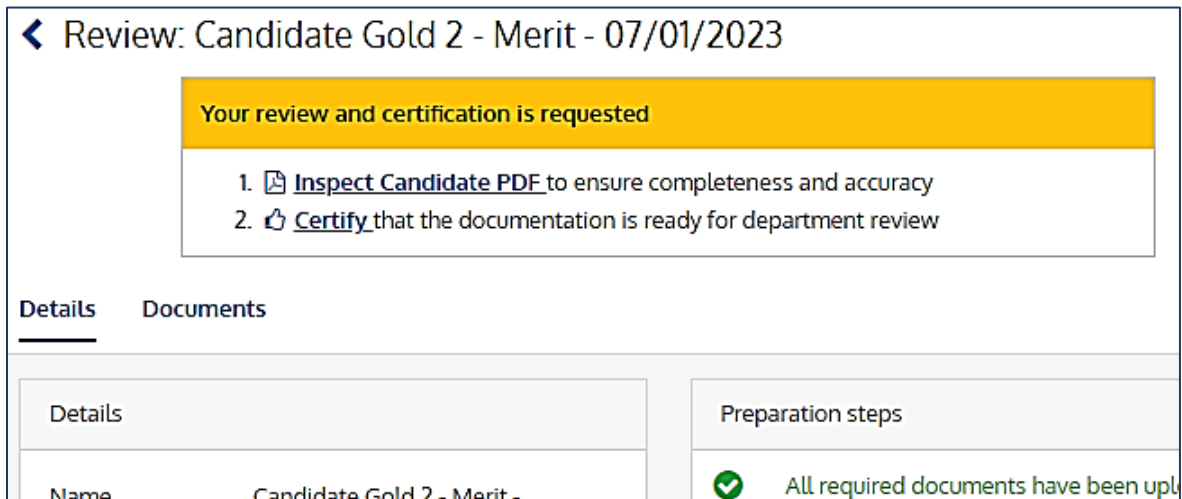 Review: Candidate Gold 2 - Merit - 07/01/2023
Your review and certification is requested
1. Inspect Candidate PDF to ensure completeness and accuracy
2. Certify that the documentation is ready for department review
Details Documents
Details
Name Candidate Gold 2 - Merit -
Preparation steps
All required documents have been uplo